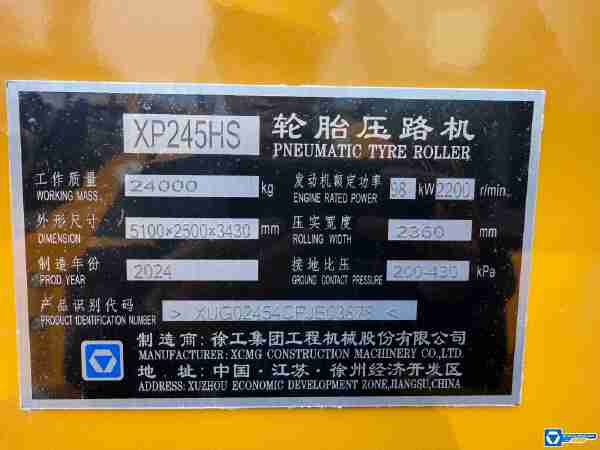 XP245HS 轮胎压路机
PNEUMATIC TYRE ROLLER
工作质量 24000 kg 发动机额定功率 98 kW 2200 r/min.
WORKING MASS ENGINE RATED POWER
外形尺寸 5100×2500×3430 mm 压实宽度 2360 mm
DIMENSION ROLLING WIDTH
制造年份 2024 接地比压 200-430 kPa
PROD YEAR GROUND CONTACT PRESSURE
产品识别代码
PRODUCT IDENTIFICATION NUMBER
制造商:徐工集团工程机械股份有限公司
MANUFACTURER: XCMG CONSTRUCTION MACHINERY CO.,LTD.
地 址:中国·江苏·徐州经济开发区
ADDRESS: XUZHOU ECONOMIC DEVELOPMENT ZONE,JIANGSU,CHINA